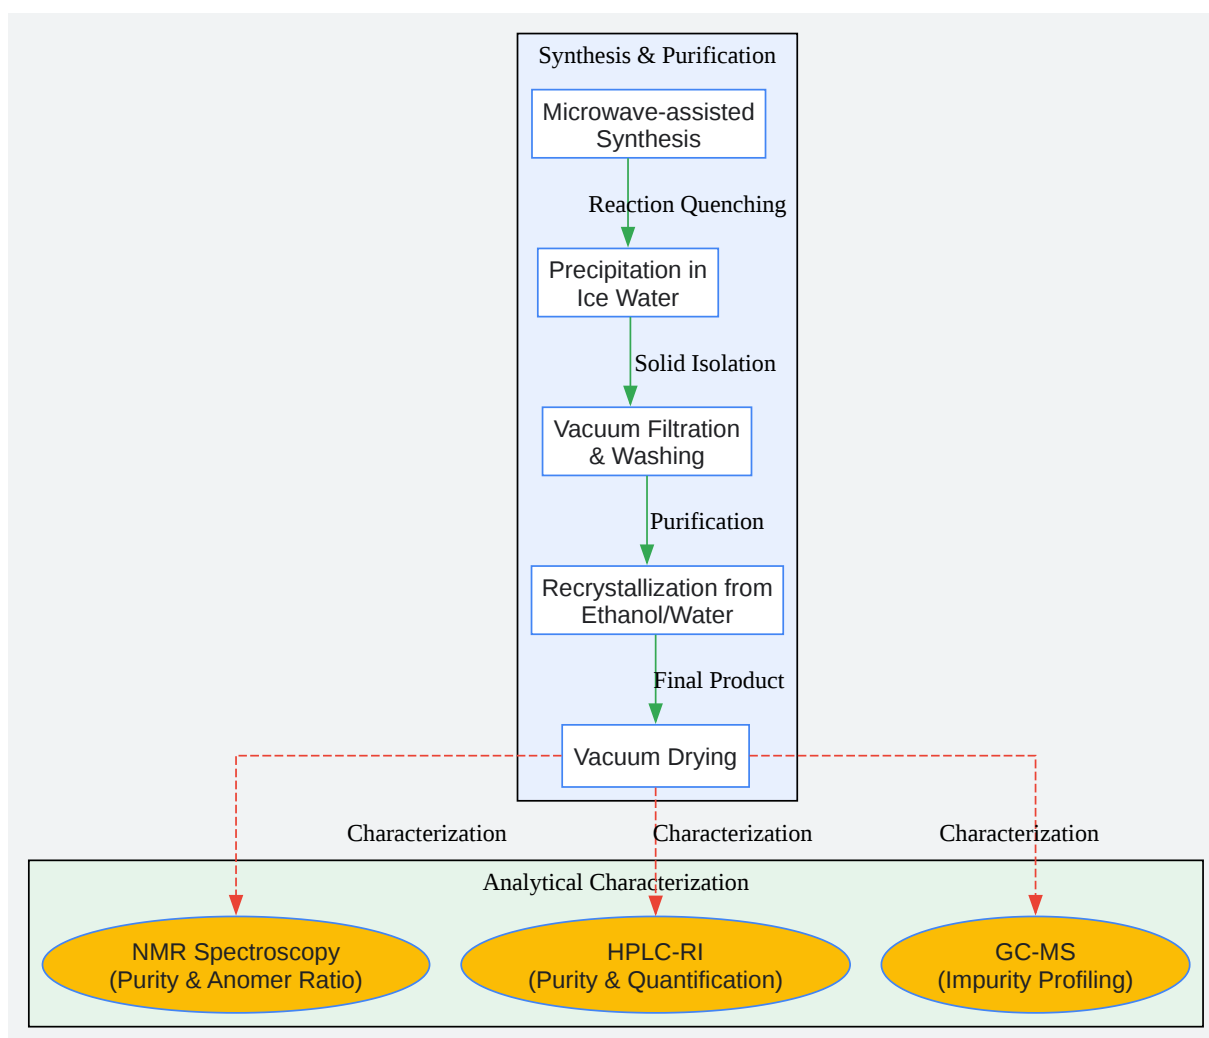 Synthesis & Purification
Microwave-assisted
Synthesis
Reaction Quenching
Precipitation in
Ice Water
Solid Isolation
Vacuum Filtration
& Washing
Purification
Recrystallization from
Ethanol/Water
Final Product
Vacuum Drying
Characterization
Characterization
Characterization
Analytical Characterization
NMR Spectroscopy
(Purity & Anomer Ratio)
HPLC-RI
(Purity & Quantification)
GC-MS
(Impurity Profiling)